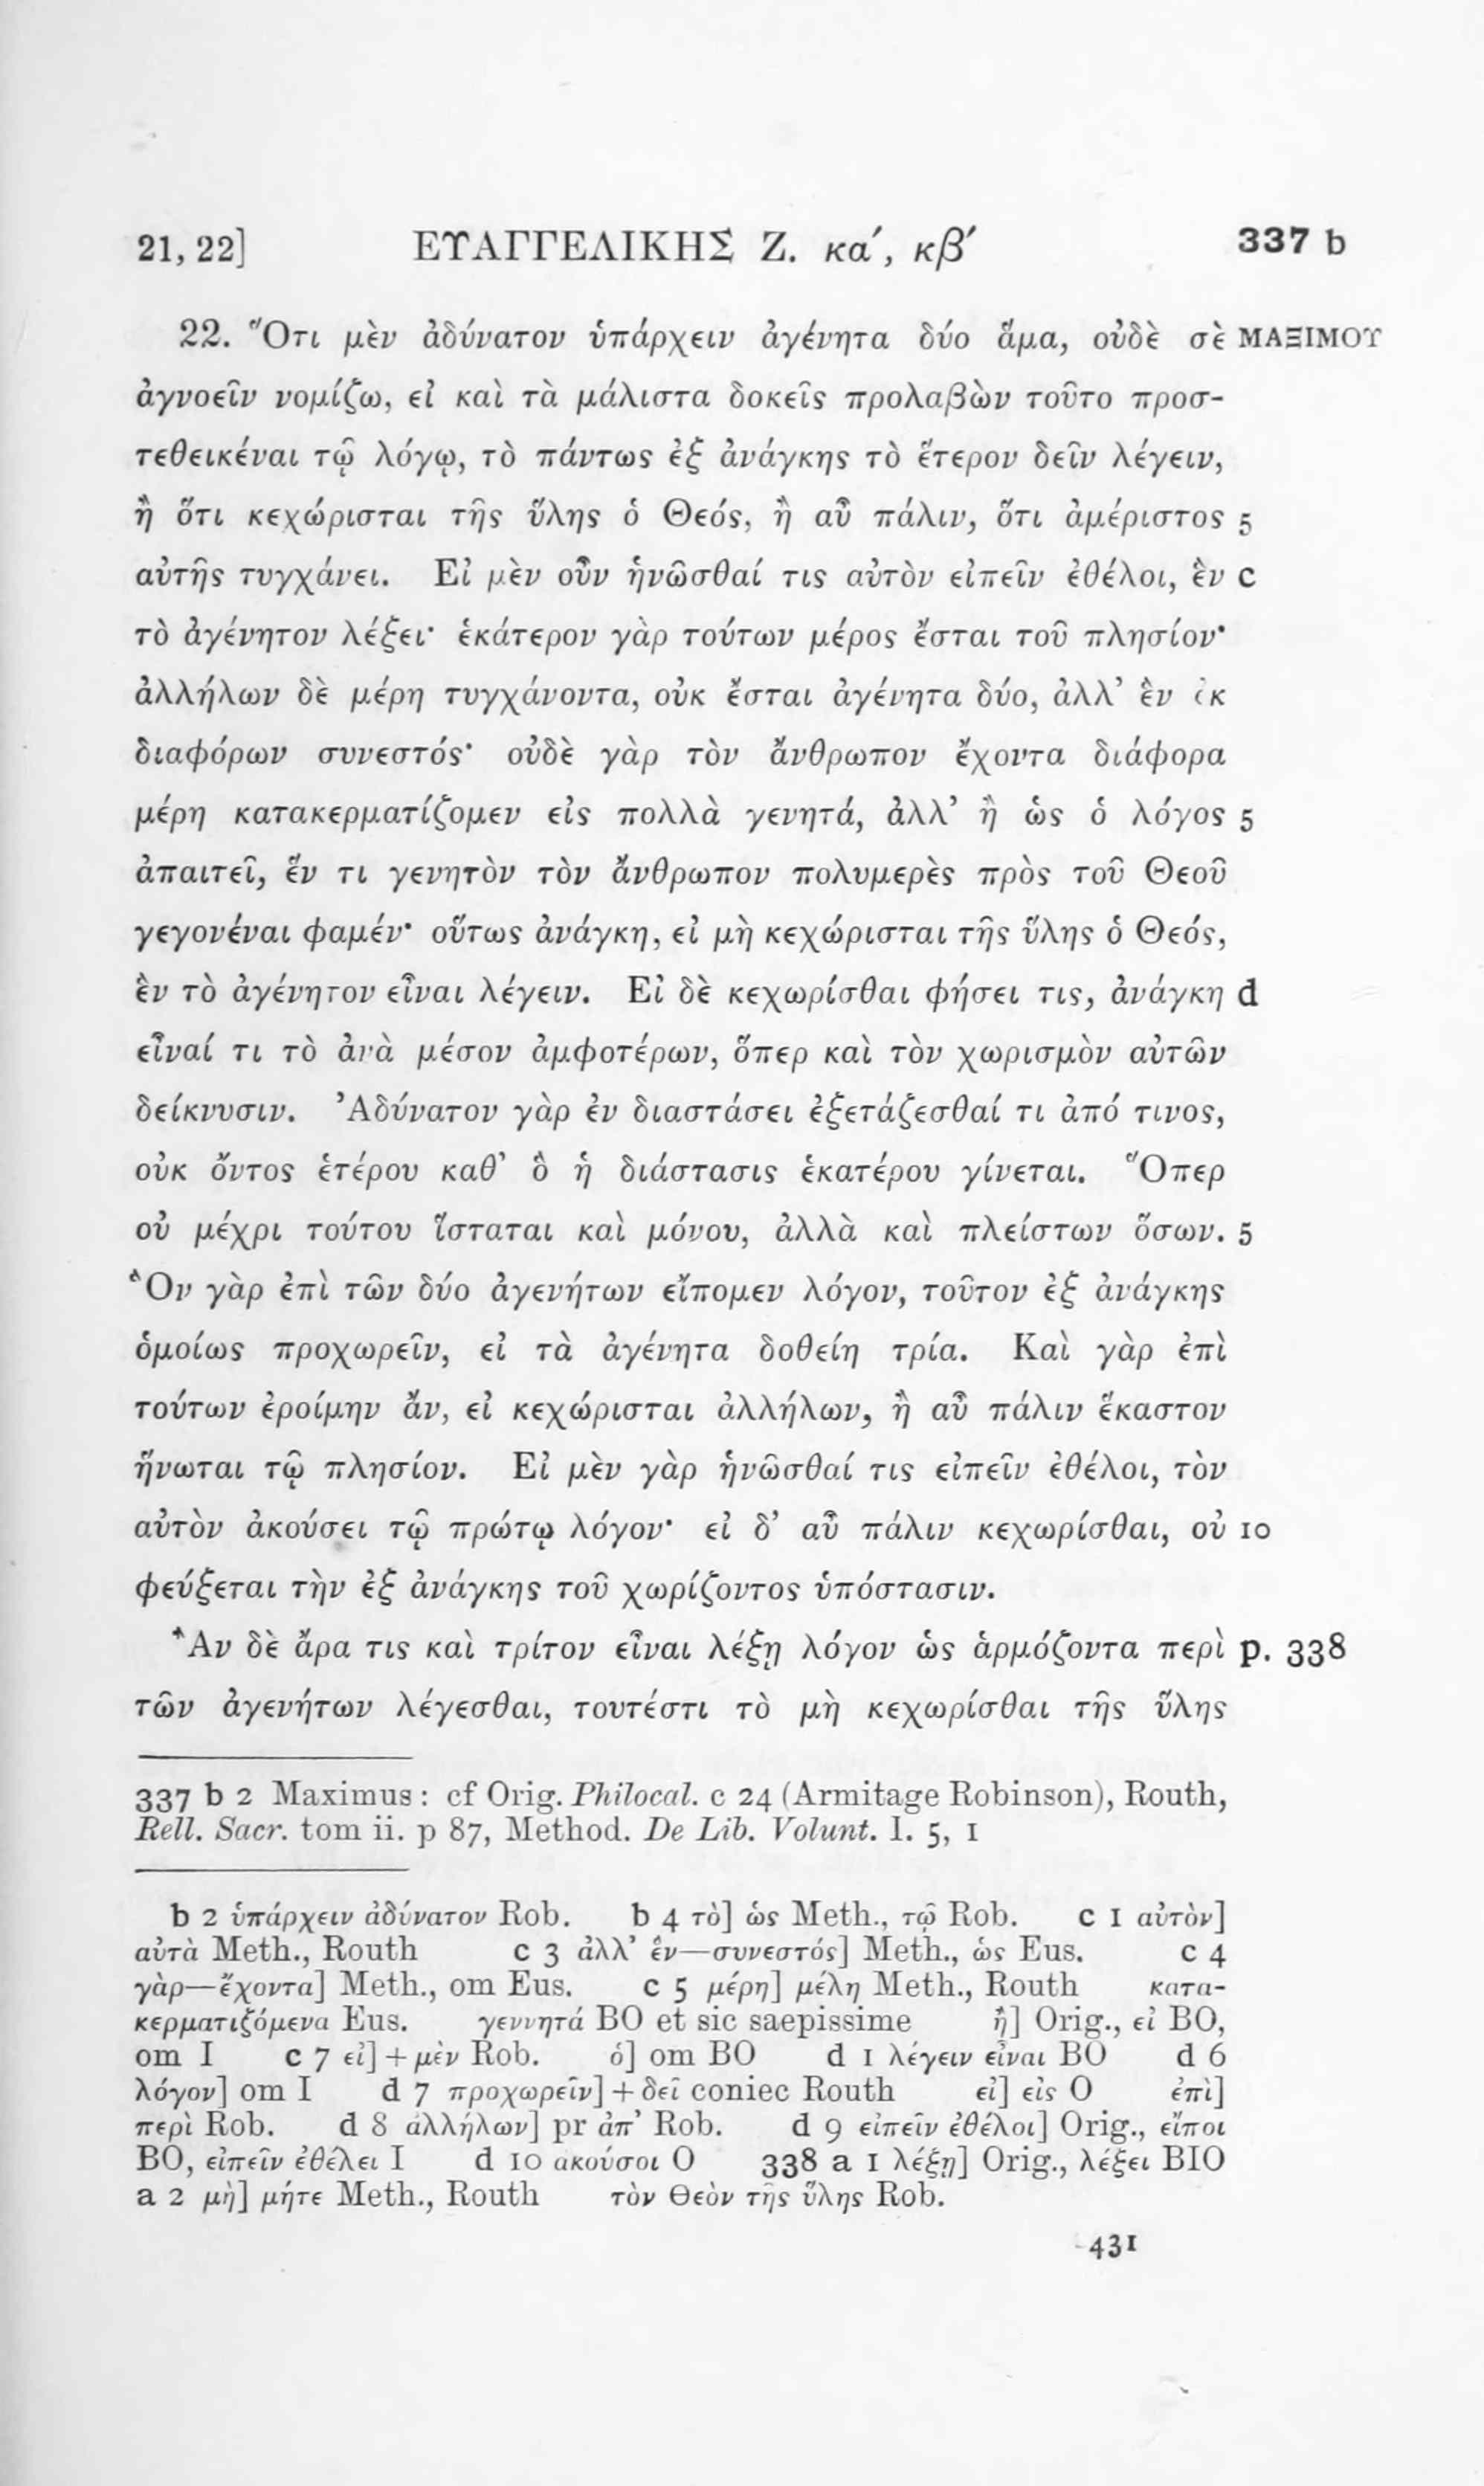 21, 22] ΕΥΑΓΓΕΛΙΚΗΣ Ζ. κα´, κβ´ 337 b
22. Ὅτι μὲν ἀδύνατον ὑπάρχειν ἀγένητα δύο ἅμα, οὐδὲ σὲ ΜΑΞΙΜΟΥ
ἀγνοεῖν νομίζω, εἰ καὶ τὰ μάλιστα δοκεῖς προλαβὼν τοῦτο προσ-
τεθεικέναι τῷ λόγῳ, τὸ πάντως ἐξ ἀνάγκης τὸ ἕτερον δεῖν λέγειν,
ἢ ὅτι κεχώρισται τῆς ὕλης ὁ Θεός, ἢ αὖ πάλιν, ὅτι ἀμέριστος 5
αὐτῆς τυγχάνει. Εἰ μὲν οὖν ἡνῶσθαί τις αὐτὸν εἰπεῖν ἐθέλοι, ἓν c
τὸ ἀγένητον λέξει· ἑκάτερον γὰρ τούτων μέρος ἔσται τοῦ πλησίον·
ἀλλήλων δὲ μέρη τυγχάνοντα, οὐκ ἔσται ἀγένητα δύο, ἀλλ’ ἓν ἐκ
διαφόρων συνεστός· οὐδὲ γὰρ τὸν ἄνθρωπον ἔχοντα διάφορα
μέρη κατακερματίζομεν εἰς πολλὰ γενητά, ἀλλ’ ἢ ὡς ὁ λόγος 5
ἀπαιτεῖ, ἕν τι γενητὸν τὸν ἄνθρωπον πολυμερὲς πρὸς τοῦ Θεοῦ
γεγονέναι φαμέν· οὕτως ἀνάγκη, εἰ μὴ κεχώρισται τῆς ὕλης ὁ Θεός,
ἓν τὸ ἀγένητον εἶναι λέγειν. Εἰ δὲ κεχωρίσθαι φήσει τις, ἀνάγκη d
εἶναί τι τὸ ἀνὰ μέσον ἀμφοτέρων, ὅπερ καὶ τὸν χωρισμὸν αὐτῶν
δείκνυσιν. Ἀδύνατον γὰρ ἐν διαστάσει ἐξετάζεσθαί τι ἀπό τινος,
οὐκ ὄντος ἑτέρου καθ’ ὃ ἡ διάστασις ἑκατέρου γίνεται. Ὅπερ
οὐ μέχρι τούτου ἵσταται καὶ μόνου, ἀλλὰ καὶ πλείστων ὅσων. 5
Ὃν γὰρ ἐπὶ τῶν δύο ἀγενήτων εἴπομεν λόγον, τοῦτον ἐξ ἀνάγκης
ὁμοίως προχωρεῖν, εἰ τὰ ἀγένητα δοθείη τρία. Καὶ γὰρ ἐπὶ
τούτων ἐροίμην ἄν, εἰ κεχώρισται ἀλλήλων, ἢ αὖ πάλιν ἕκαστον
ἥνωται τῷ πλησίον. Εἰ μὲν γὰρ ἡνῶσθαί τις εἰπεῖν ἐθέλοι, τὸν
αὐτὸν ἀκούσει τῷ πρώτῳ λόγον· εἰ δ’ αὖ πάλιν κεχωρίσθαι, οὐ 10
φεύξεται τὴν ἐξ ἀνάγκης τοῦ χωρίζοντος ὑπόστασιν.
Ἂν δὲ ἄρα τις καὶ τρίτον εἶναι λέξῃ λόγον ὡς ἁρμόζοντα περὶ p. 338
τῶν ἀγενήτων λέγεσθαι, τουτέστι τὸ μὴ κεχωρίσθαι τῆς ὕλης
337 b 2 Maximus: cf Orig. Philocal. c 24 (Armitage Robinson), Routh,
Rell. Sacr. tom ii. p 87, Method. De Lib. Volunt. I. 5, 1
b 2 ὑπάρχειν ἀδύνατον Rob. b 4 τὸ] ὡς Meth., τῷ Rob. c 1 αὐτὸν]
αὐτὰ Meth., Routh c 3 ἀλλ’ ἓν—συνεστός] Meth., ὡς Eus. c 4
γὰρ—ἔχοντα] Meth., om Eus. c 5 μέρη] μέλη Meth., Routh κατα-
κερματιζόμενα Eus. γεννητά BO et sic saepissime ἢ] Orig., εἰ BO,
om I c 7 εἰ] + μὲν Rob. ὁ] om BO d 1 λέγειν εἶναι BO d 6
λόγον] om I d 7 προχωρεῖν] + δεῖ coniec Routh εἰ] εἰς O ἐπὶ]
περὶ Rob. d 8 ἀλλήλων] pr ἀπ’ Rob. d 9 εἰπεῖν ἐθέλοι] Orig., εἴποι
BO, εἰπεῖν ἐθέλει I d 10 ἀκούσοι O 338 a 1 λέξῃ] Orig., λέξει BIO
a 2 μὴ] μήτε Meth., Routh τὸν Θεὸν τῆς ὕλης Rob.
431